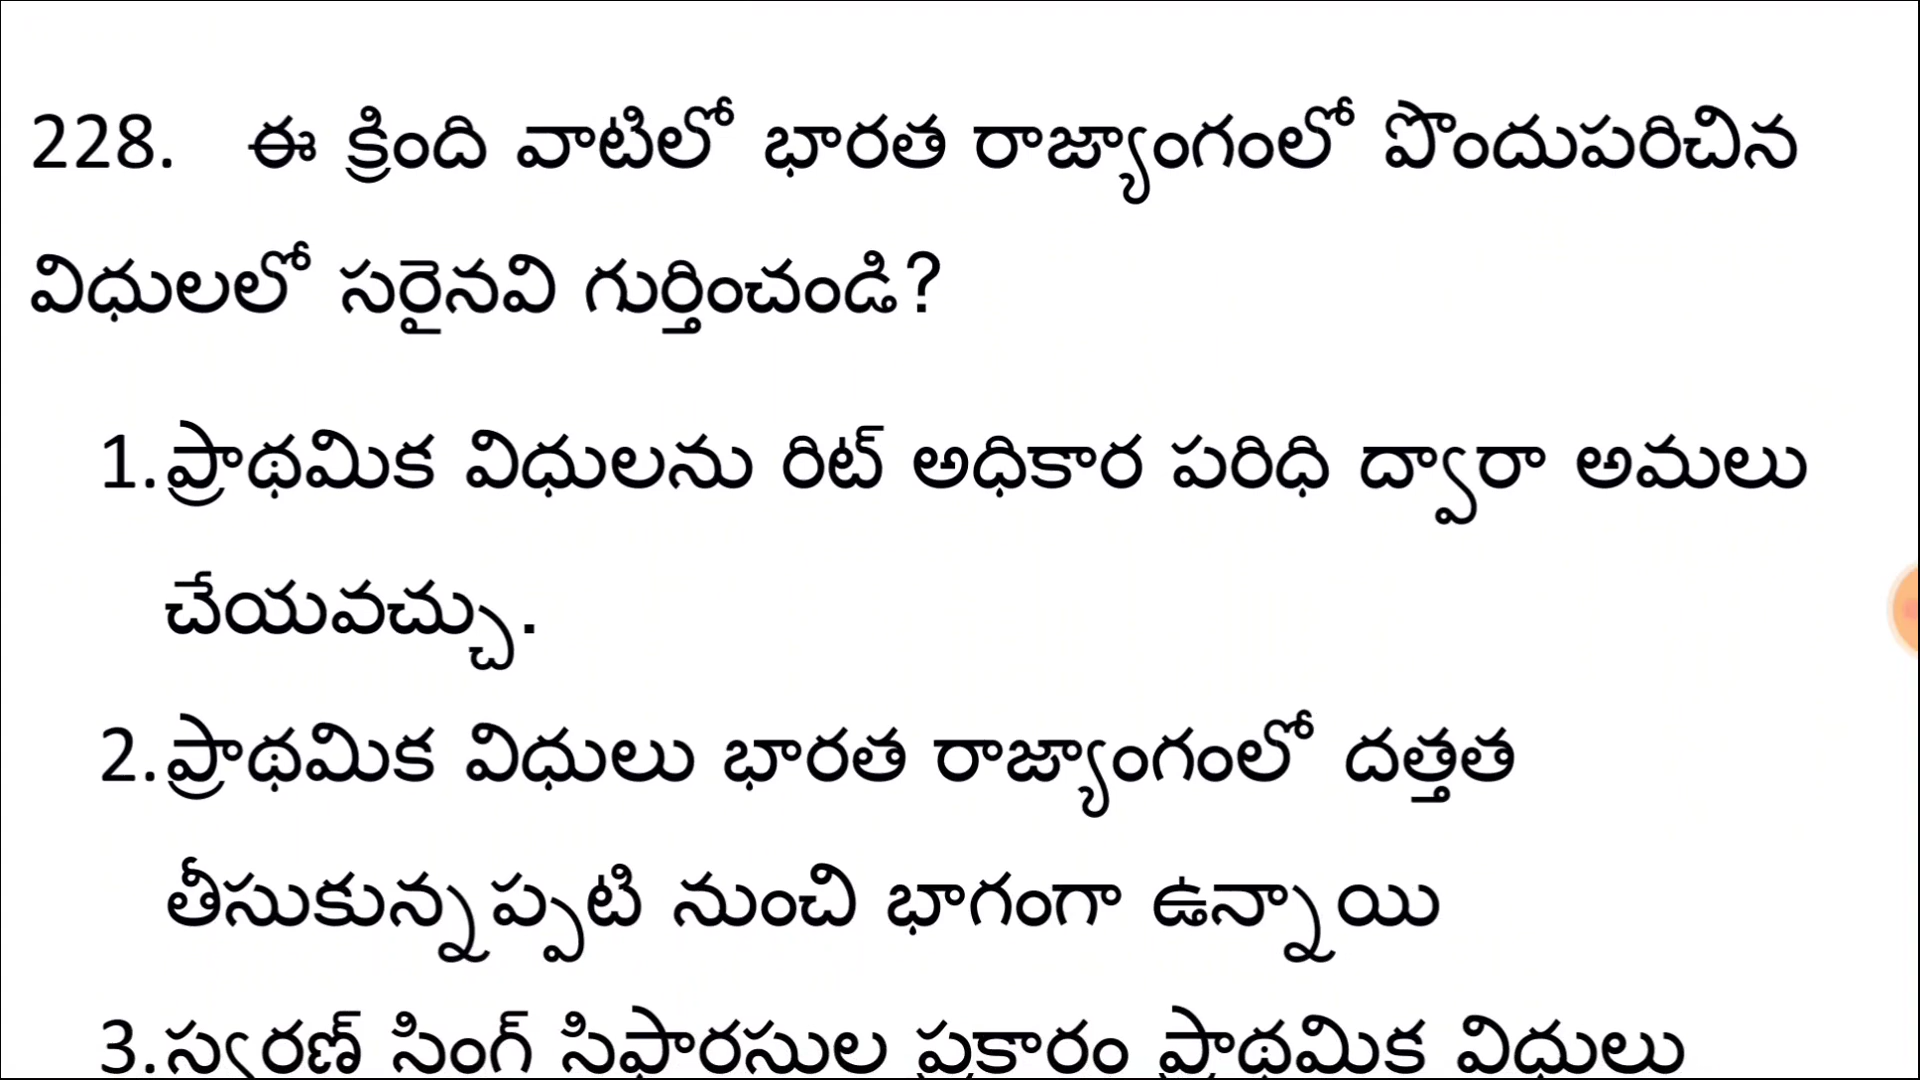 228. ఈ క్రింది వాటిలో భారత రాజ్యాంగంలో పొందుపరిచిన
విధులలో సరైనవి గుర్తించండి?
1.ప్రాథమిక విధులను రిట్ అధికార పరిధి ద్వారా అమలు
చేయవచ్చు.
2.ప్రాథమిక విధులు భారత రాజ్యాంగంలో దత్తత
తీసుకున్నప్పటి నుంచి భాగంగా ఉన్నాయి
3.స్వరణ్ సింగ్ సిఫారసుల ప్రకారం ప్రాథమిక విధులు